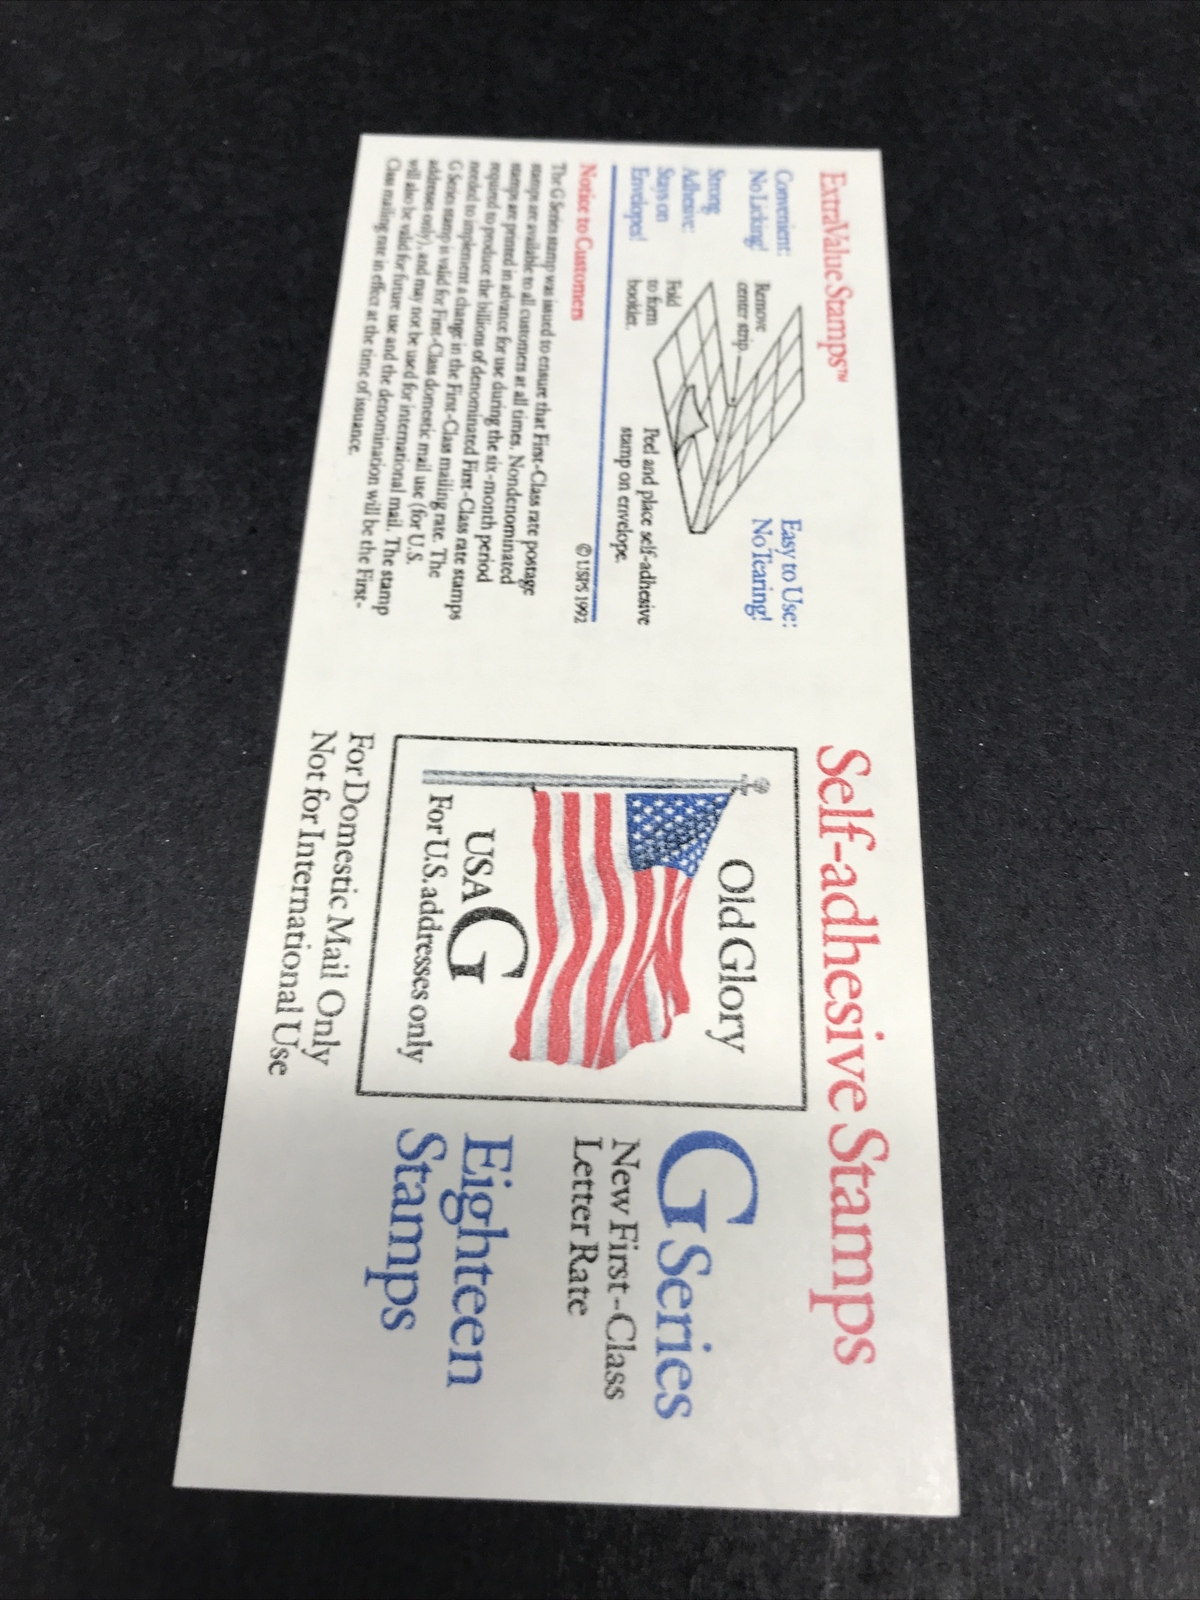 ExtraValue Stamps™
Convenient:
No Licking!
Remove
center strip.
Easy to Use:
No Tearing!
Strong
Adhesive:
Stays on
Envelopes!
Fold
to form
booklet.
Peel and place self-adhesive
stamp on envelope.
Notice to Customers
© USPS 1992
The G Series stamp was issued to ensure that First-Class rate postage
stamps are available to all customers at all times. Nondenominated
stamps are printed in advance for use during the six-month period
required to produce the billions of denominated First-Class rate stamps
needed to implement a change in the First-Class mailing rate. The
G Series stamp is valid for First-Class domestic mail use (for U.S.
addresses only), and may not be used for international mail. The stamp
will also be valid for future use and the denomination will be the First-
Class mailing rate in effect at the time of issuance.
Self-adhesive Stamps
Old Glory
USA G
For U.S. addresses only
For Domestic Mail Only
Not for International Use
G Series
New First-Class
Letter Rate
Eighteen
Stamps